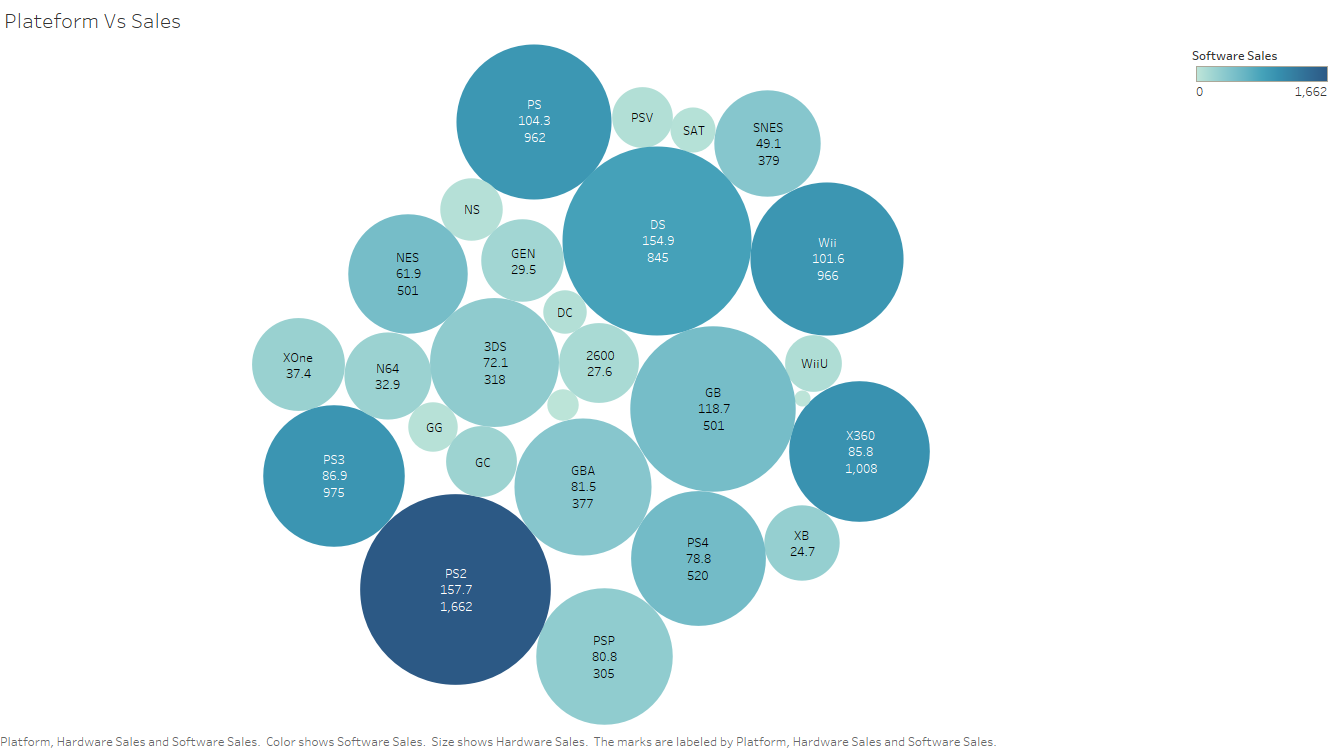 Plateform Vs Sales
Software Sales
0
1,662
PS
104.3
962
PSV
SAT
SNES
49.1
379
NS
DS
154.9
845
Wii
101.6
966
NES
61.9
501
GEN
29.5
DC
XOne
37.4
N64
32.9
3DS
72.1
318
2600
27.6
WiiU
GB
118.7
501
GG
X360
85.8
1,008
PS3
86.9
975
GC
GBA
81.5
377
PS4
78.8
520
XB
24.7
PS2
157.7
1,662
PSP
80.8
305
Platform, Hardware Sales and Software Sales.  Color shows Software Sales.  Size shows Hardware Sales.  The marks are labeled by Platform, Hardware Sales and Software Sales.